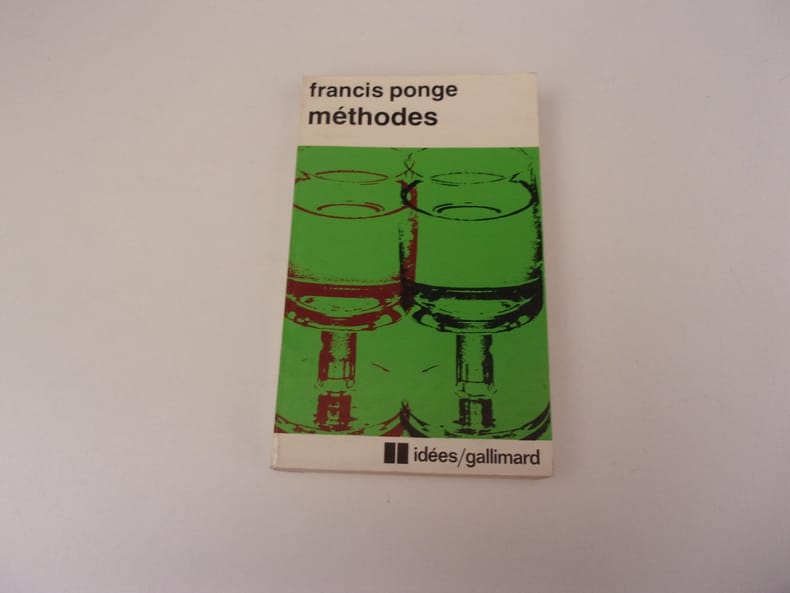 francis ponge
méthodes
idées/gallimard